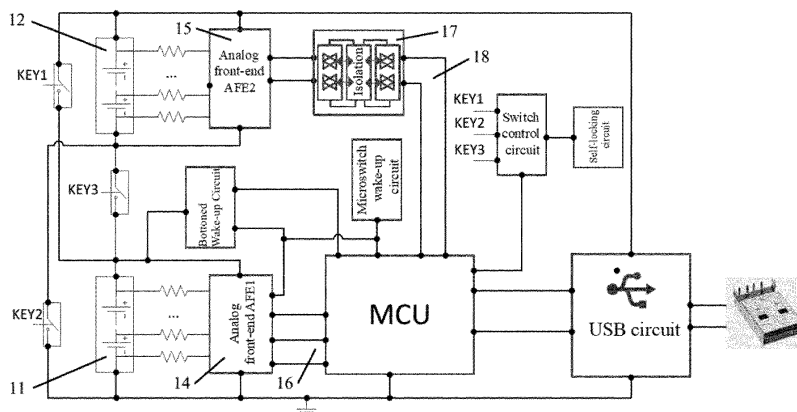 12
15
Analog
front-end
AFE2
Isolation
17
18
KEY1
KEY1
KEY2
KEY3
Switch
control
circuit
Self-locking
circuit
KEY3
Bottoned
Wake-up Circuit
Microswitch
wake-up
circuit
KEY2
11
Analog
front-end AFE1
14
16
MCU
USB circuit
...
...